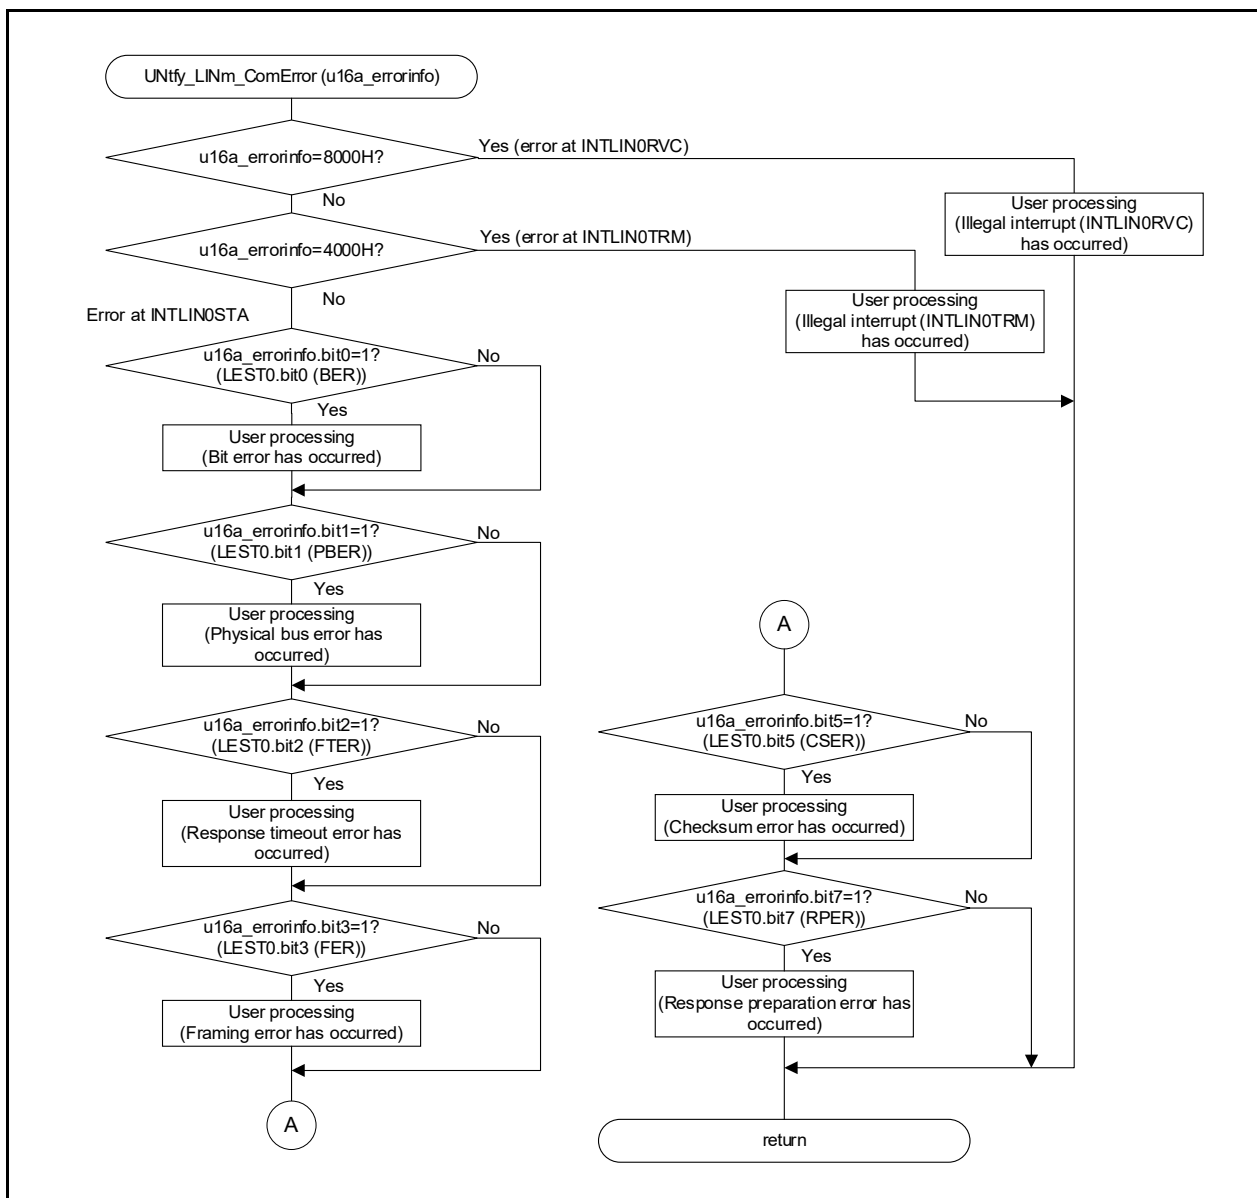 UNtfy_LINm_ComError (u16a_errorinfo)
u16a_errorinfo=8000H?
Yes (error at INTLIN0RVC)
User processing
(Illegal interrupt (INTLIN0RVC)
has occurred)
No
u16a_errorinfo=4000H?
Yes (error at INTLIN0TRM)
User processing
(Illegal interrupt (INTLIN0TRM)
has occurred)
No
Error at INTLIN0STA
u16a_errorinfo.bit0=1?
(LEST0.bit0 (BER))
No
Yes
User processing
(Bit error has occurred)
u16a_errorinfo.bit1=1?
(LEST0.bit1 (PBER))
No
Yes
User processing
(Physical bus error has
occurred)
u16a_errorinfo.bit2=1?
(LEST0.bit2 (FTER))
No
Yes
User processing
(Response timeout error has
occurred)
u16a_errorinfo.bit3=1?
(LEST0.bit3 (FER))
No
Yes
User processing
(Framing error has occurred)
A
A
u16a_errorinfo.bit5=1?
(LEST0.bit5 (CSER))
No
Yes
User processing
(Checksum error has occurred)
u16a_errorinfo.bit7=1?
(LEST0.bit7 (RPER))
No
Yes
User processing
(Response preparation error has
occurred)
return